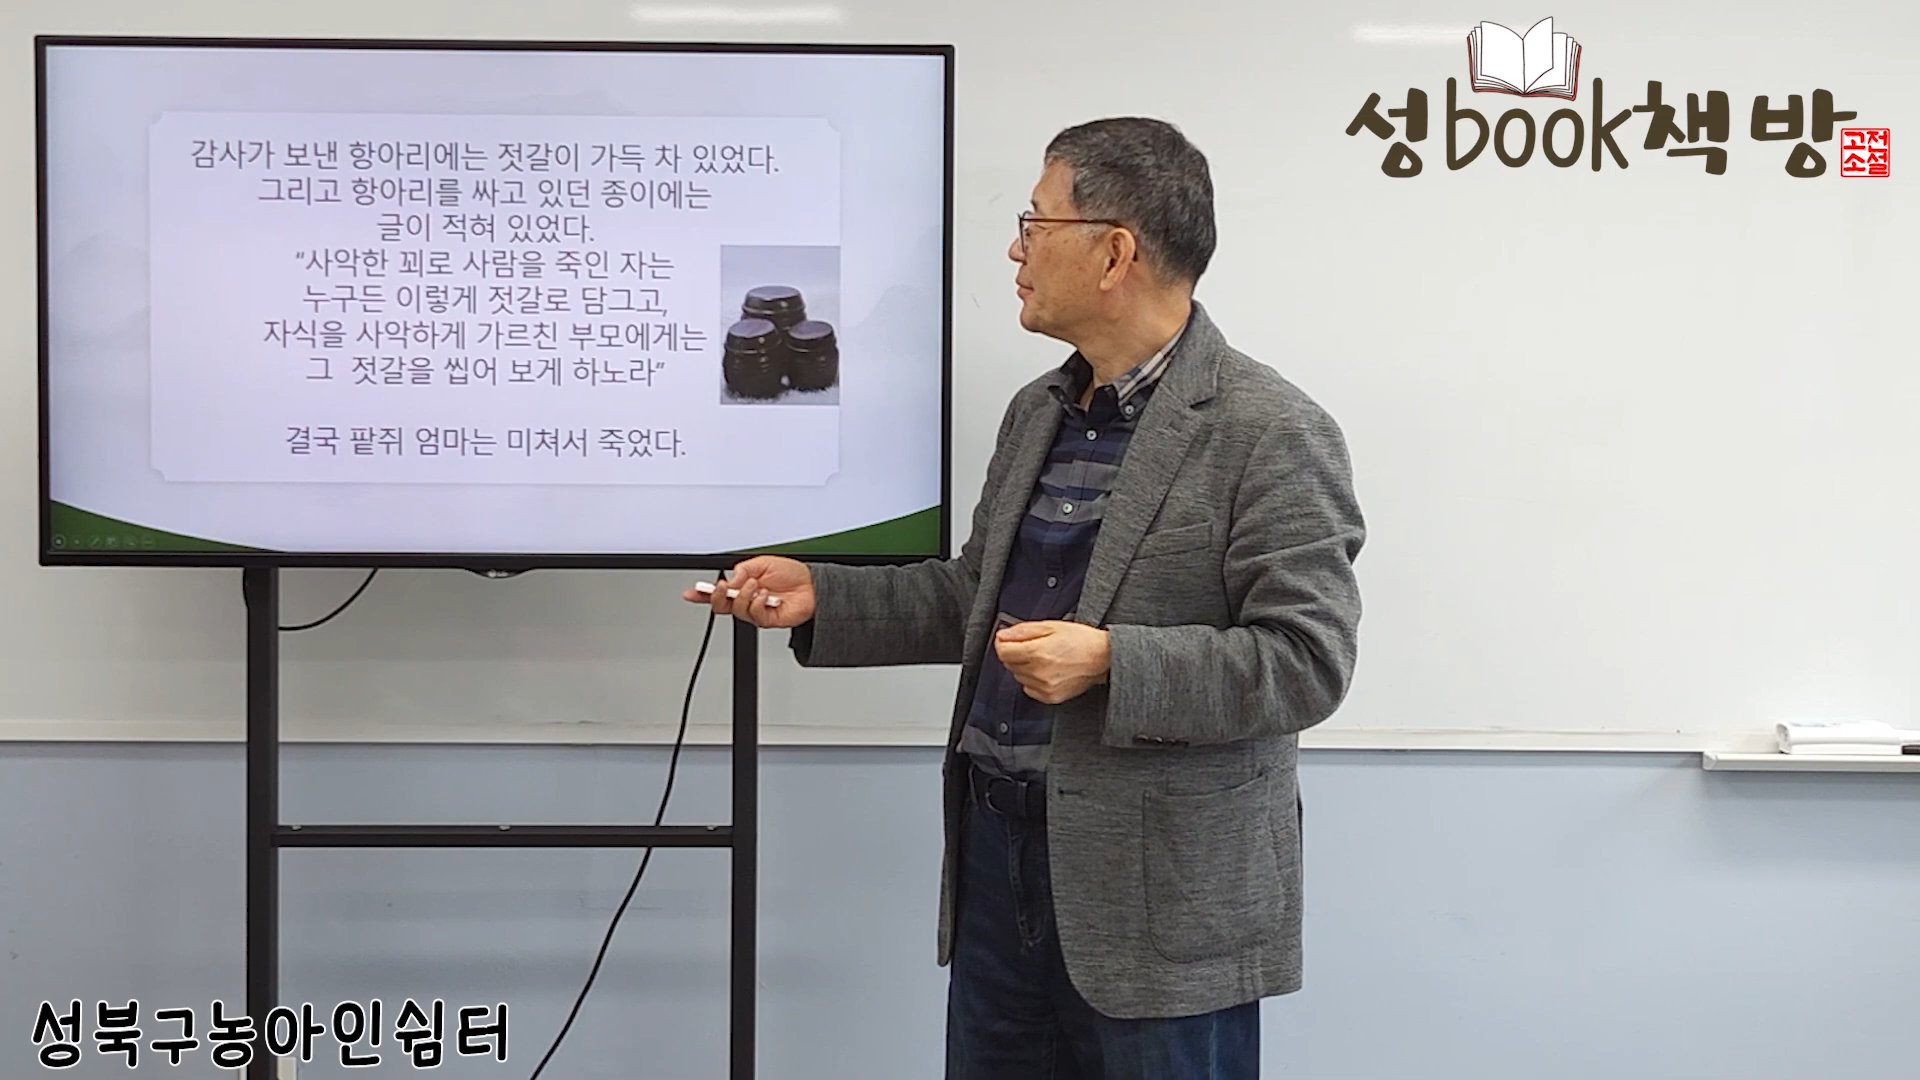 감사가 보낸 항아리에는 젓갈이 가득 차 있었다.
그리고 항아리를 싸고 있던 종이에는
글이 적혀 있었다.
"사악한 꾀로 사람을 죽인 자는
누구든 이렇게 젓갈로 담그고,
자식을 사악하게 가르친 부모에게는
그 젓갈을 씹어 보게 하노라"
결국 팥쥐 엄마는 미쳐서 죽었다.
성book책방
고전
소설
성북구농아인쉼터